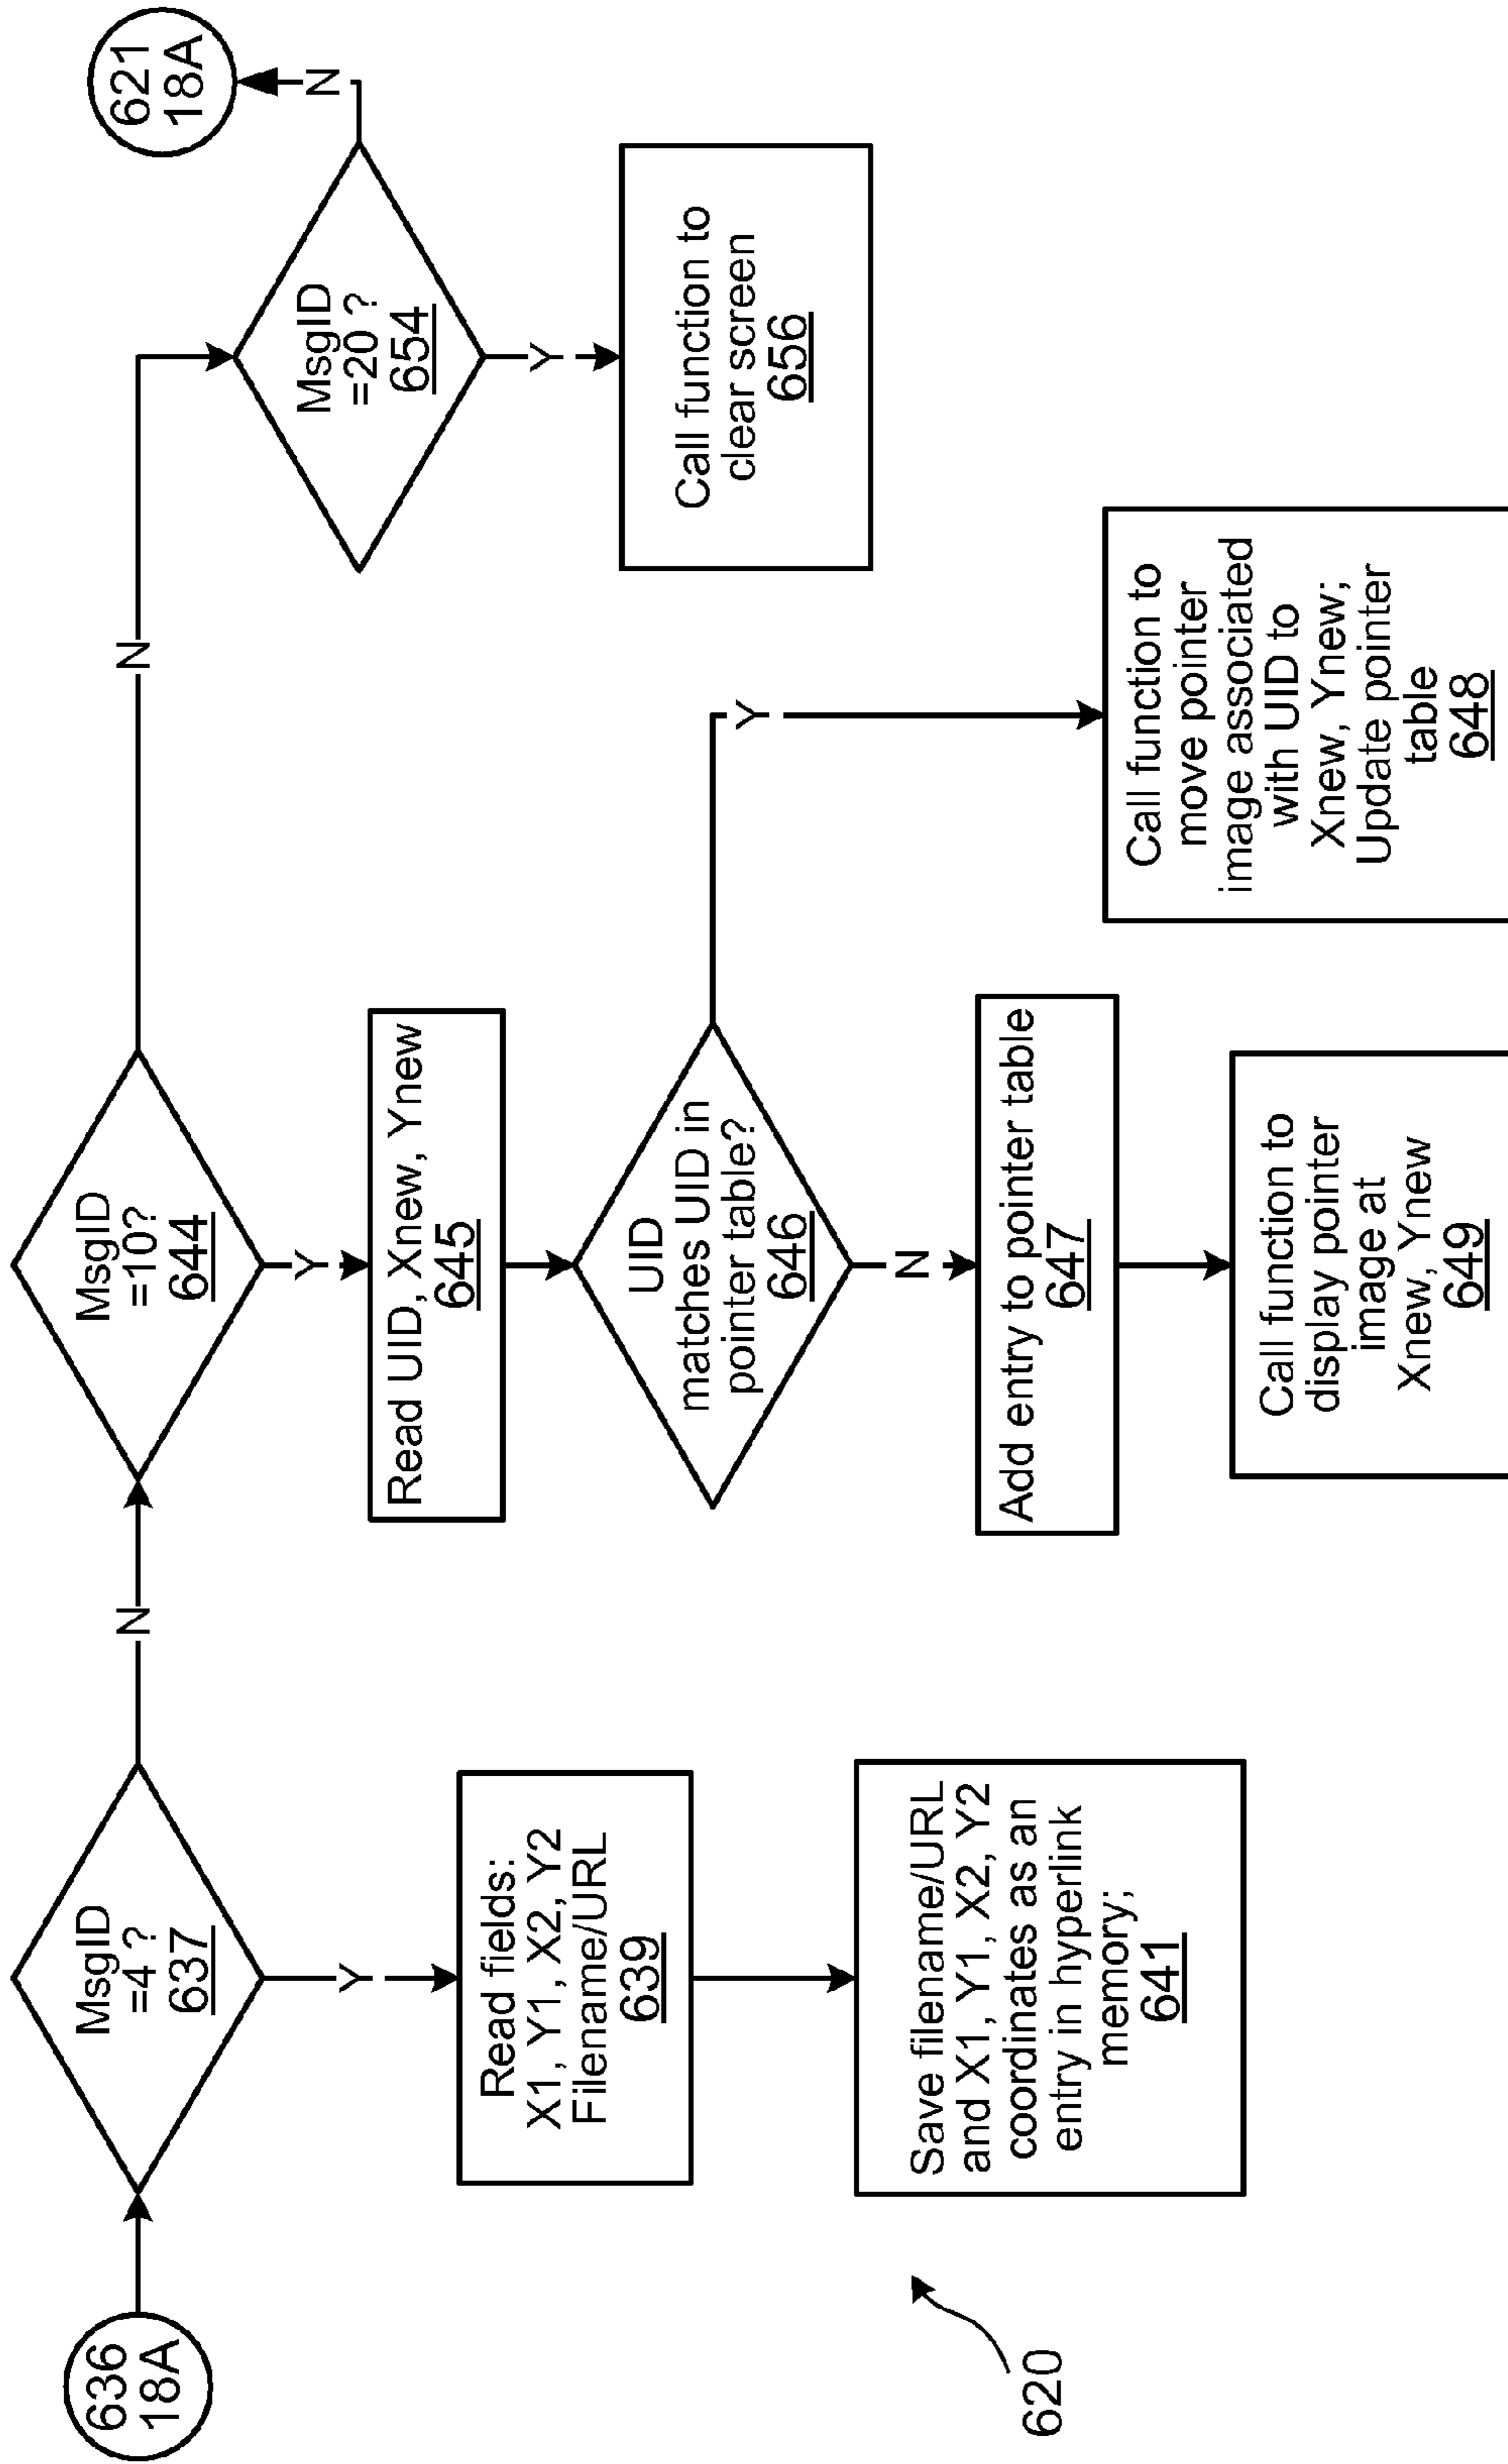 636
18A
MsgID
=4 ?
637
N
Y
Read fields:
X1, Y1, X2, Y2
Filename/URL
639
Save filename/URL
and X1, Y1, X2, Y2
coordinates as an
entry in hyperlink
memory;
641
MsgID
=10?
644
N
Y
Read UID, Xnew, Ynew
645
UID
matches UID in
pointer table?
646
Y
N
Add entry to pointer table
647
Call function to
display pointer
image at
Xnew, Ynew
649
Call function to
move pointer
image associated
with UID to
Xnew, Ynew;
Update pointer
table
648
MsgID
=20 ?
654
N
Y
Call function to
clear screen
656
621
18A
620